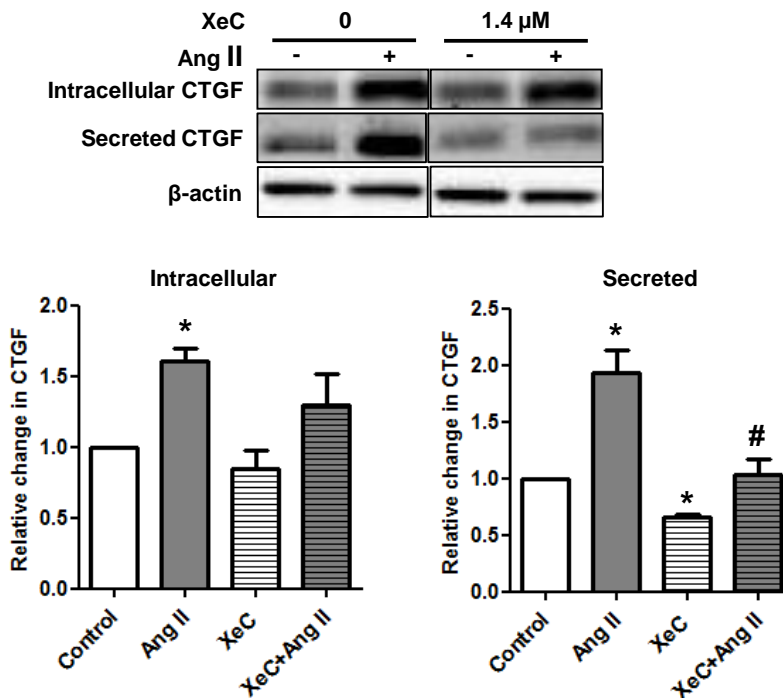 XeC 0 1.4 µM
Ang II - + - +
Intracellular CTGF
Secreted CTGF
β-actin
Intracellular
Relative change in CTGF
2.0
1.5
1.0
0.5
0.0
*
Control Ang II XeC XeC+Ang II
Secreted
Relative change in CTGF
2.5
2.0
1.5
1.0
0.5
0.0
*
*
#
Control Ang II XeC XeC+Ang II